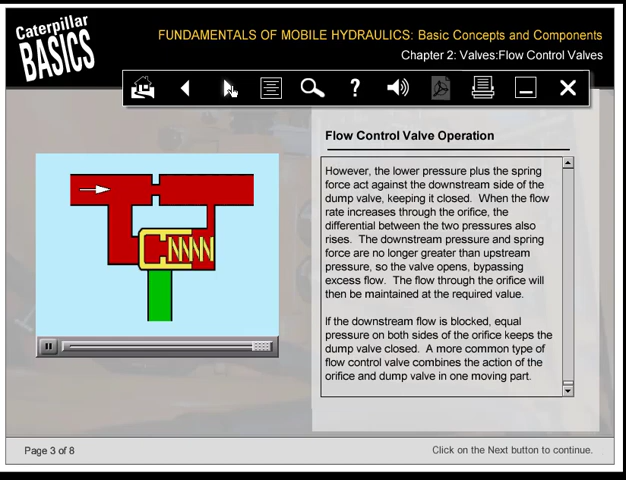 Caterpillar
BASICS
FUNDAMENTALS OF MOBILE HYDRAULICS: Basic Concepts and Components
Chapter 2: Valves:Flow Control Valves
?
Flow Control Valve Operation
However, the lower pressure plus the spring
force act against the downstream side of the
dump valve, keeping it closed. When the flow
rate increases through the orifice, the
differential between the two pressures also
rises. The downstream pressure and spring
force are no longer greater than upstream
pressure, so the valve opens, bypassing
excess flow. The flow through the orifice will
then be maintained at the required value.
If the downstream flow is blocked, equal
pressure on both sides of the orifice keeps the
dump valve closed. A more common type of
flow control valve combines the action of the
orifice and dump valve in one moving part.
Page 3 of 8
Click on the Next button to continue.